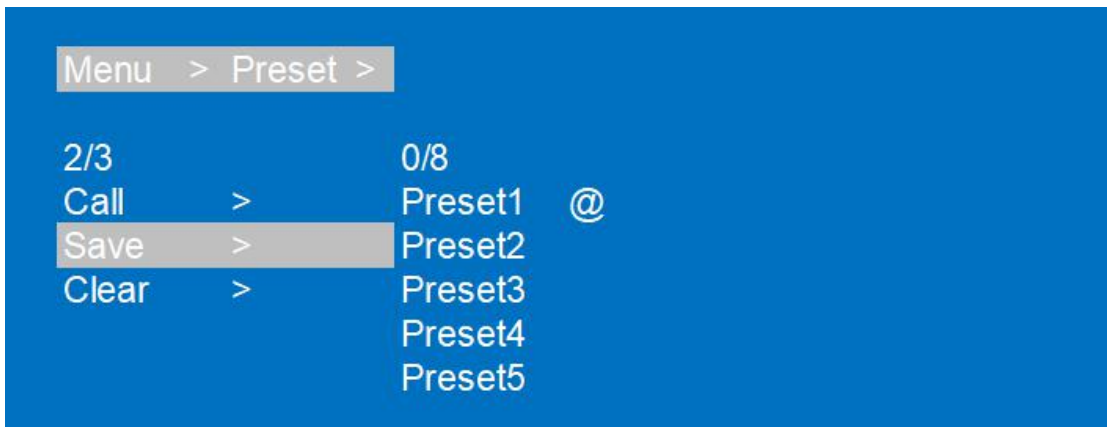 Menu > Preset >
2/3 0/8
Call > Preset1 @
Save > Preset2
Clear > Preset3
Preset4
Preset5